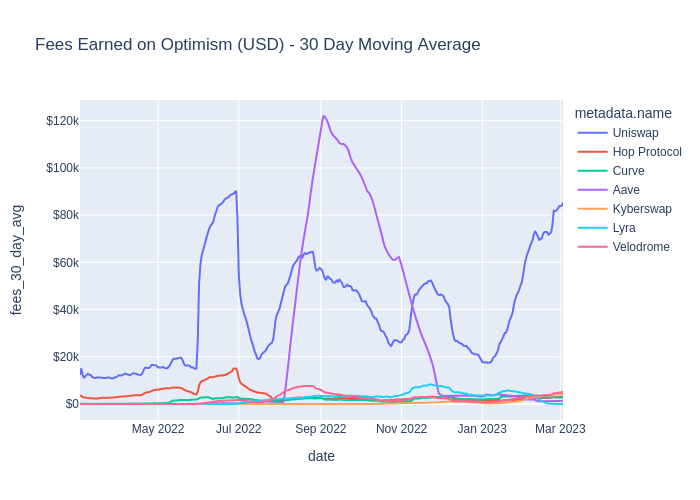 Fees Earned on Optimism (USD) - 30 Day Moving Average
metadata.name
Uniswap
Hop Protocol
Curve
Aave
Kyberswap
Lyra
Velodrome
fees_30_day_avg
$120k
$100k
$80k
$60k
$40k
$20k
$0
May 2022
Jul 2022
Sep 2022
Nov 2022
Jan 2023
Mar 2023
date